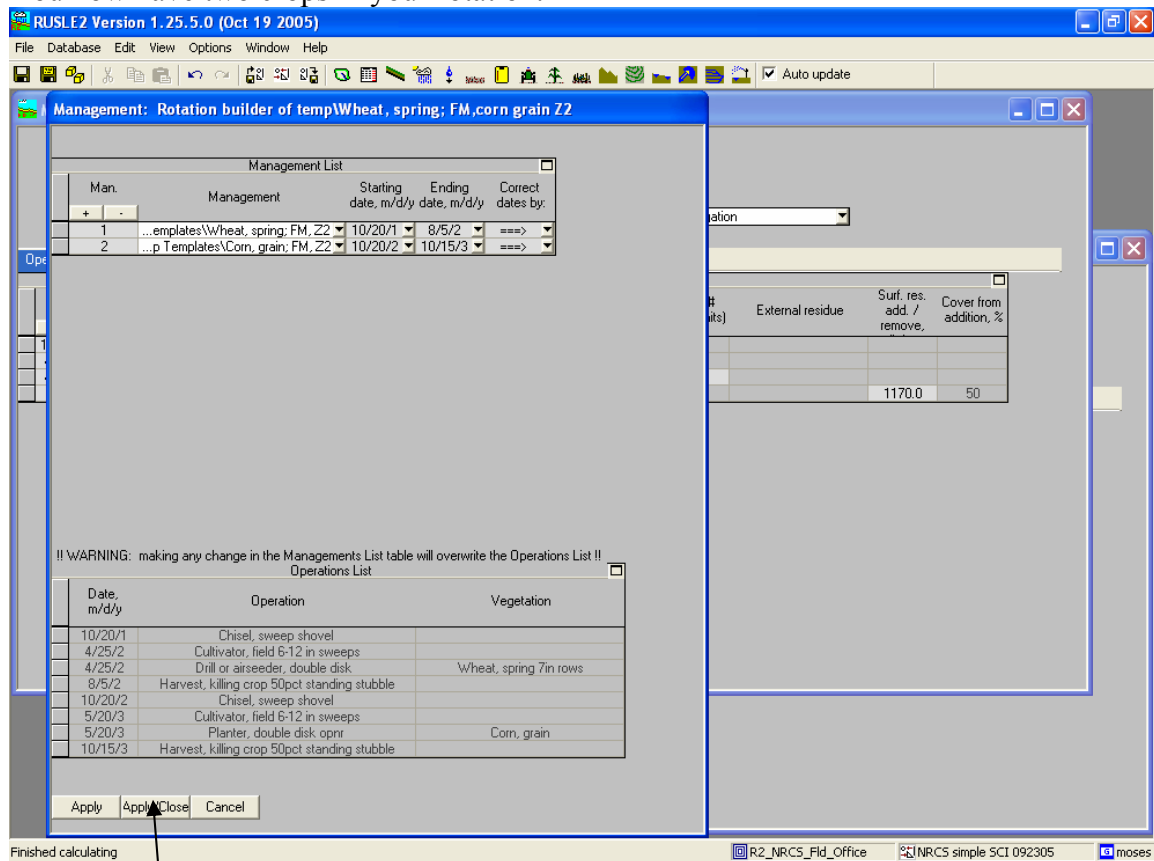 RUSLE2 Version 1.25.5.0 (Oct 19 2005)
File Database Edit View Options Window Help
Auto update
Management: Rotation builder of temp\Wheat, spring; FM,corn grain Z2
Management List
Man. Management Starting date, m/d/y Ending date, m/d/y Correct dates by:
+ -
1 ...emplates\Wheat, spring; FM, Z2 10/20/1 8/5/2 ===>
2 ...p Templates\Corn, grain; FM, Z2 10/20/2 10/15/3 ===>
ation
Ope
# External residue Surf. res. add. / remove, Cover from addition, %
1170.0 50
!! WARNING: making any change in the Managements List table will overwrite the Operations List !!
Operations List
Date, m/d/y Operation Vegetation
10/20/1 Chisel, sweep shovel
4/25/2 Cultivator, field 6-12 in sweeps
4/25/2 Drill or airseeder, double disk Wheat, spring 7in rows
8/5/2 Harvest, killing crop 50pct standing stubble
10/20/2 Chisel, sweep shovel
5/20/3 Cultivator, field 6-12 in sweeps
5/20/3 Planter, double disk opnr Corn, grain
10/15/3 Harvest, killing crop 50pct standing stubble
Apply Apply/Close Cancel
Finished calculating R2_NRCS_Fld_Office NRCS simple SCI 092305 moses